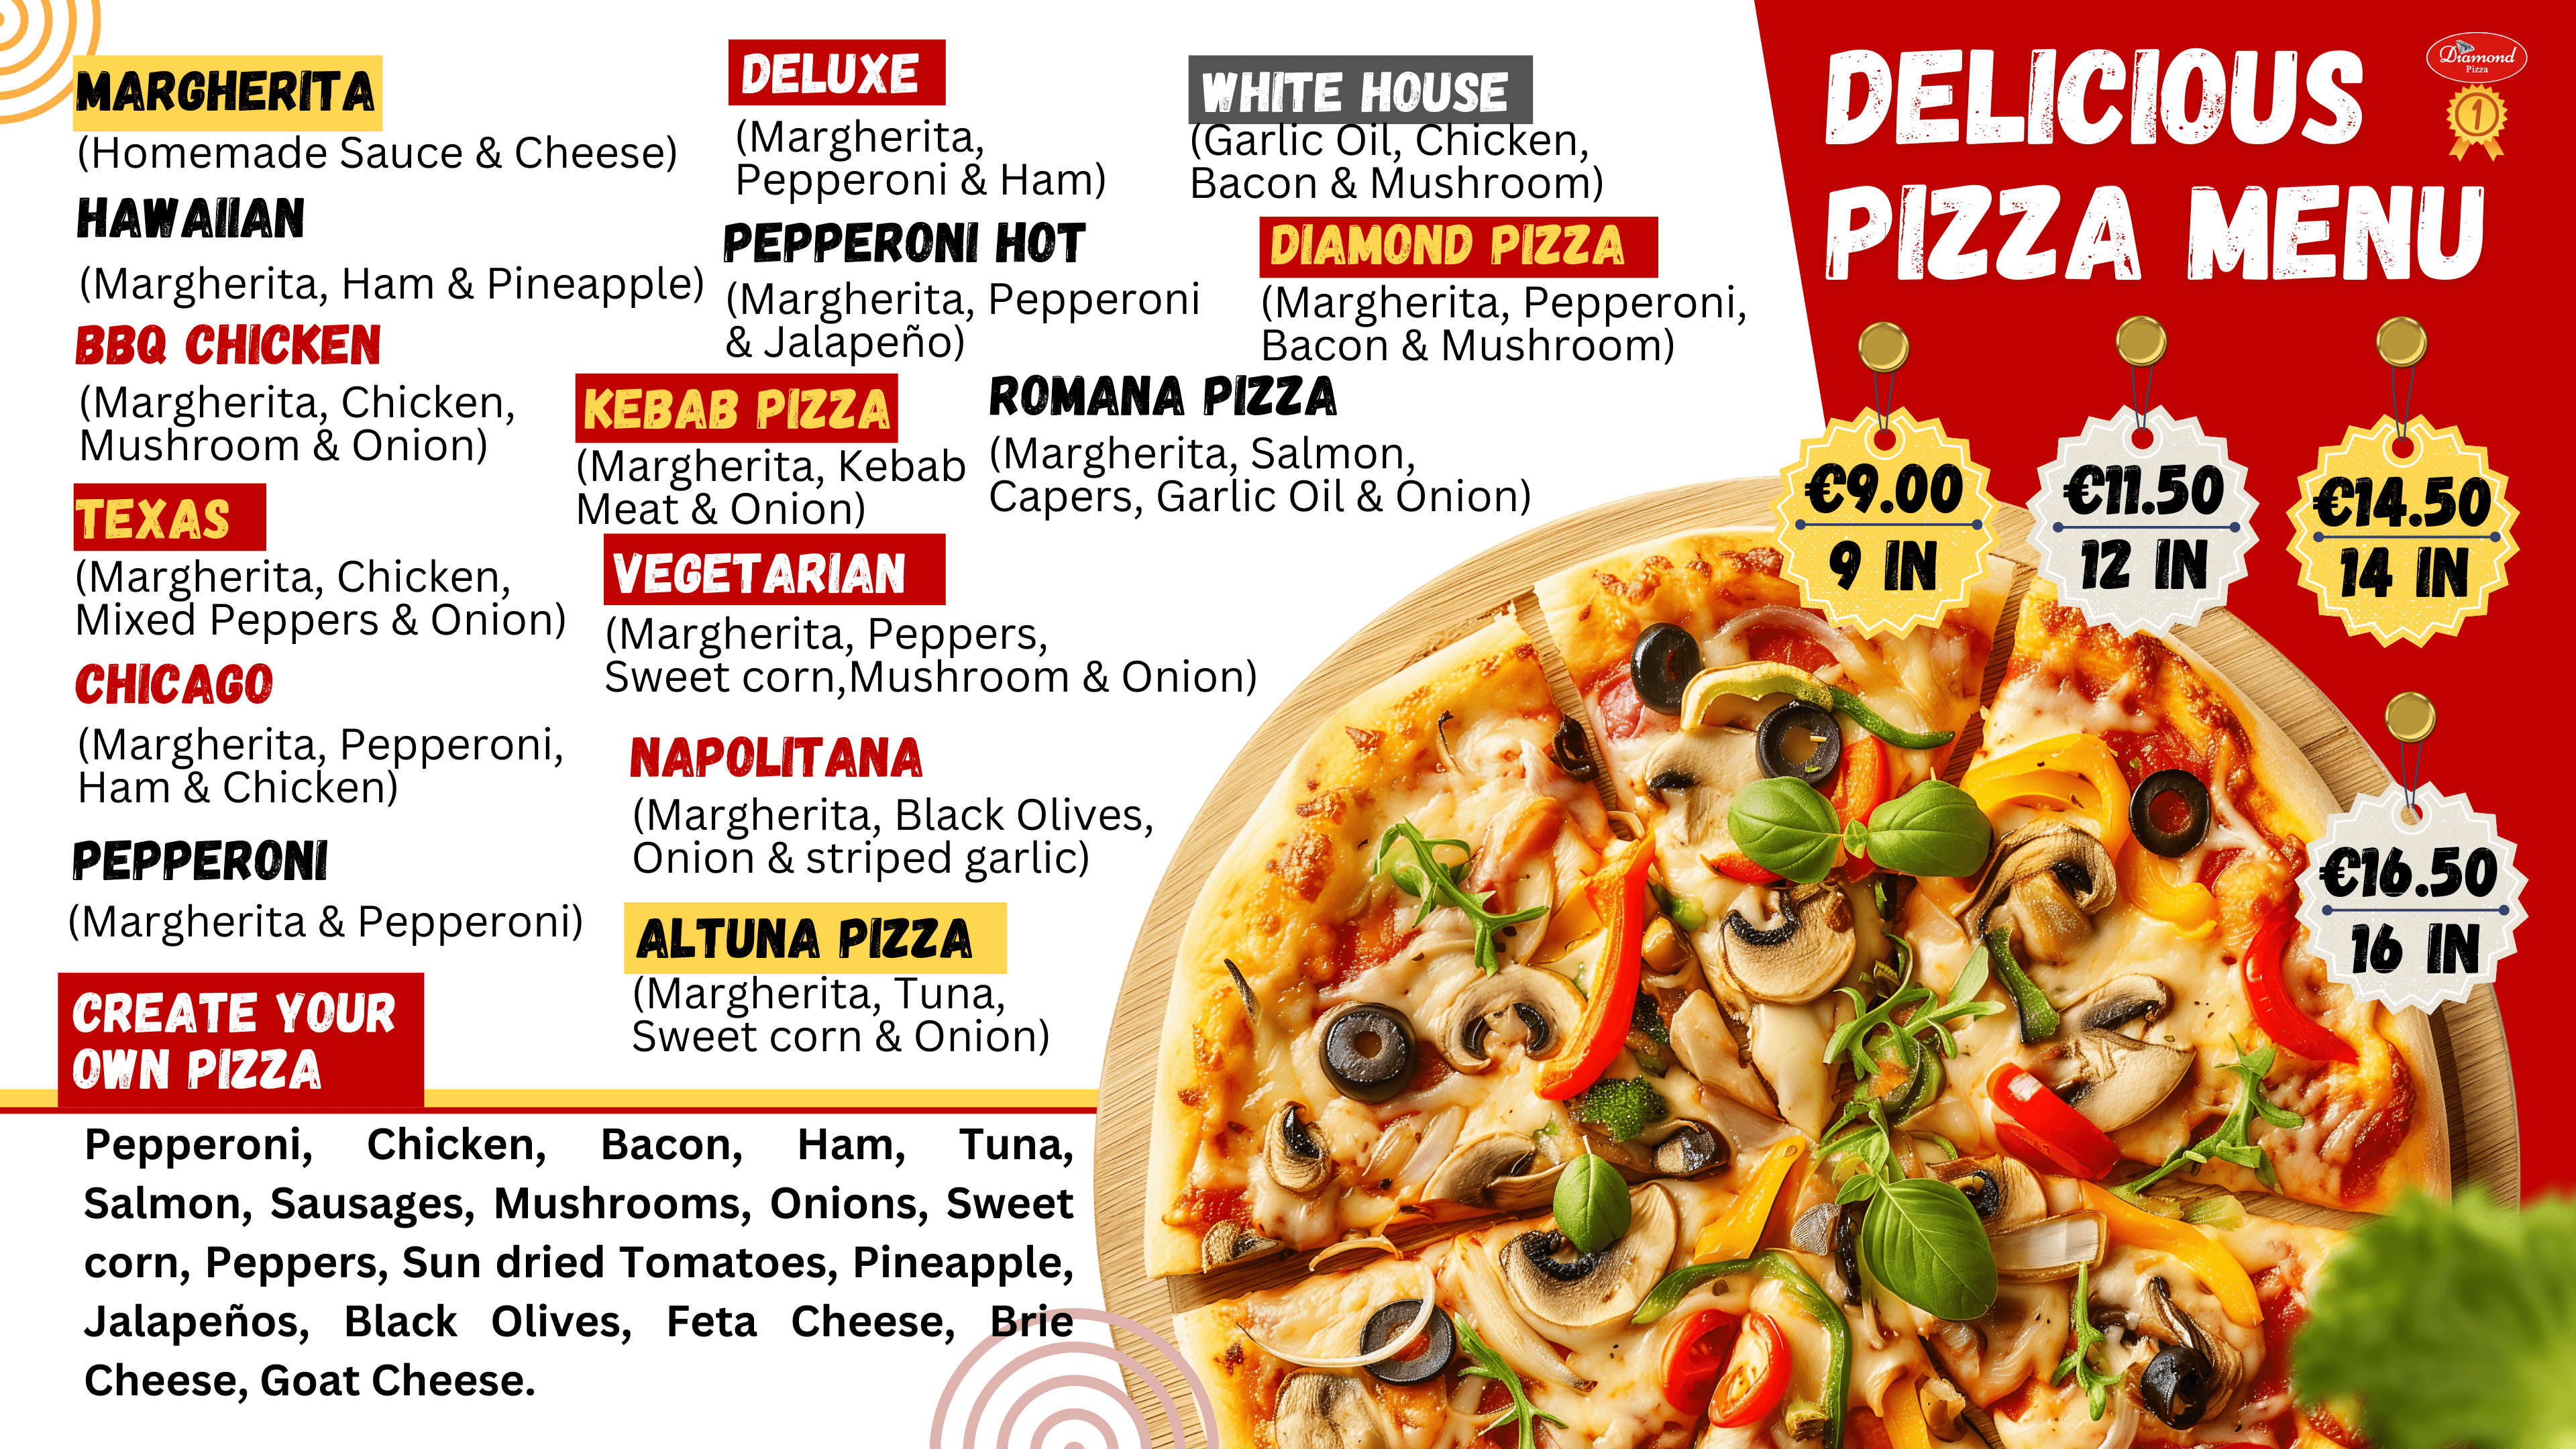 MARGHERITA
(Homemade Sauce & Cheese)
HAWAIIAN
(Margherita, Ham & Pineapple)
BBQ CHICKEN
(Margherita, Chicken,
Mushroom & Onion)
TEXAS
(Margherita, Chicken,
Mixed Peppers & Onion)
CHICAGO
(Margherita, Pepperoni,
Ham & Chicken)
PEPPERONI
(Margherita & Pepperoni)
DELUXE
(Margherita,
Pepperoni & Ham)
PEPPERONI HOT
(Margherita, Pepperoni
& Jalapeño)
KEBAB PIZZA
(Margherita, Kebab
Meat & Onion)
VEGETARIAN
(Margherita, Peppers,
Sweet corn,Mushroom & Onion)
NAPOLITANA
(Margherita, Black Olives,
Onion & striped garlic)
ALTUNA PIZZA
(Margherita, Tuna,
Sweet corn & Onion)
WHITE HOUSE
(Garlic Oil, Chicken,
Bacon & Mushroom)
DIAMOND PIZZA
(Margherita, Pepperoni,
Bacon & Mushroom)
ROMANA PIZZA
(Margherita, Salmon,
Capers, Garlic Oil & Onion)
CREATE YOUR
OWN PIZZA
Pepperoni, Chicken, Bacon, Ham, Tuna,
Salmon, Sausages, Mushrooms, Onions, Sweet
corn, Peppers, Sun dried Tomatoes, Pineapple,
Jalapeños, Black Olives, Feta Cheese, Brie
Cheese, Goat Cheese.
DELICIOUS
PIZZA MENU
Diamond
Pizza
1
€9.00
9 IN
€11.50
12 IN
€14.50
14 IN
€16.50
16 IN